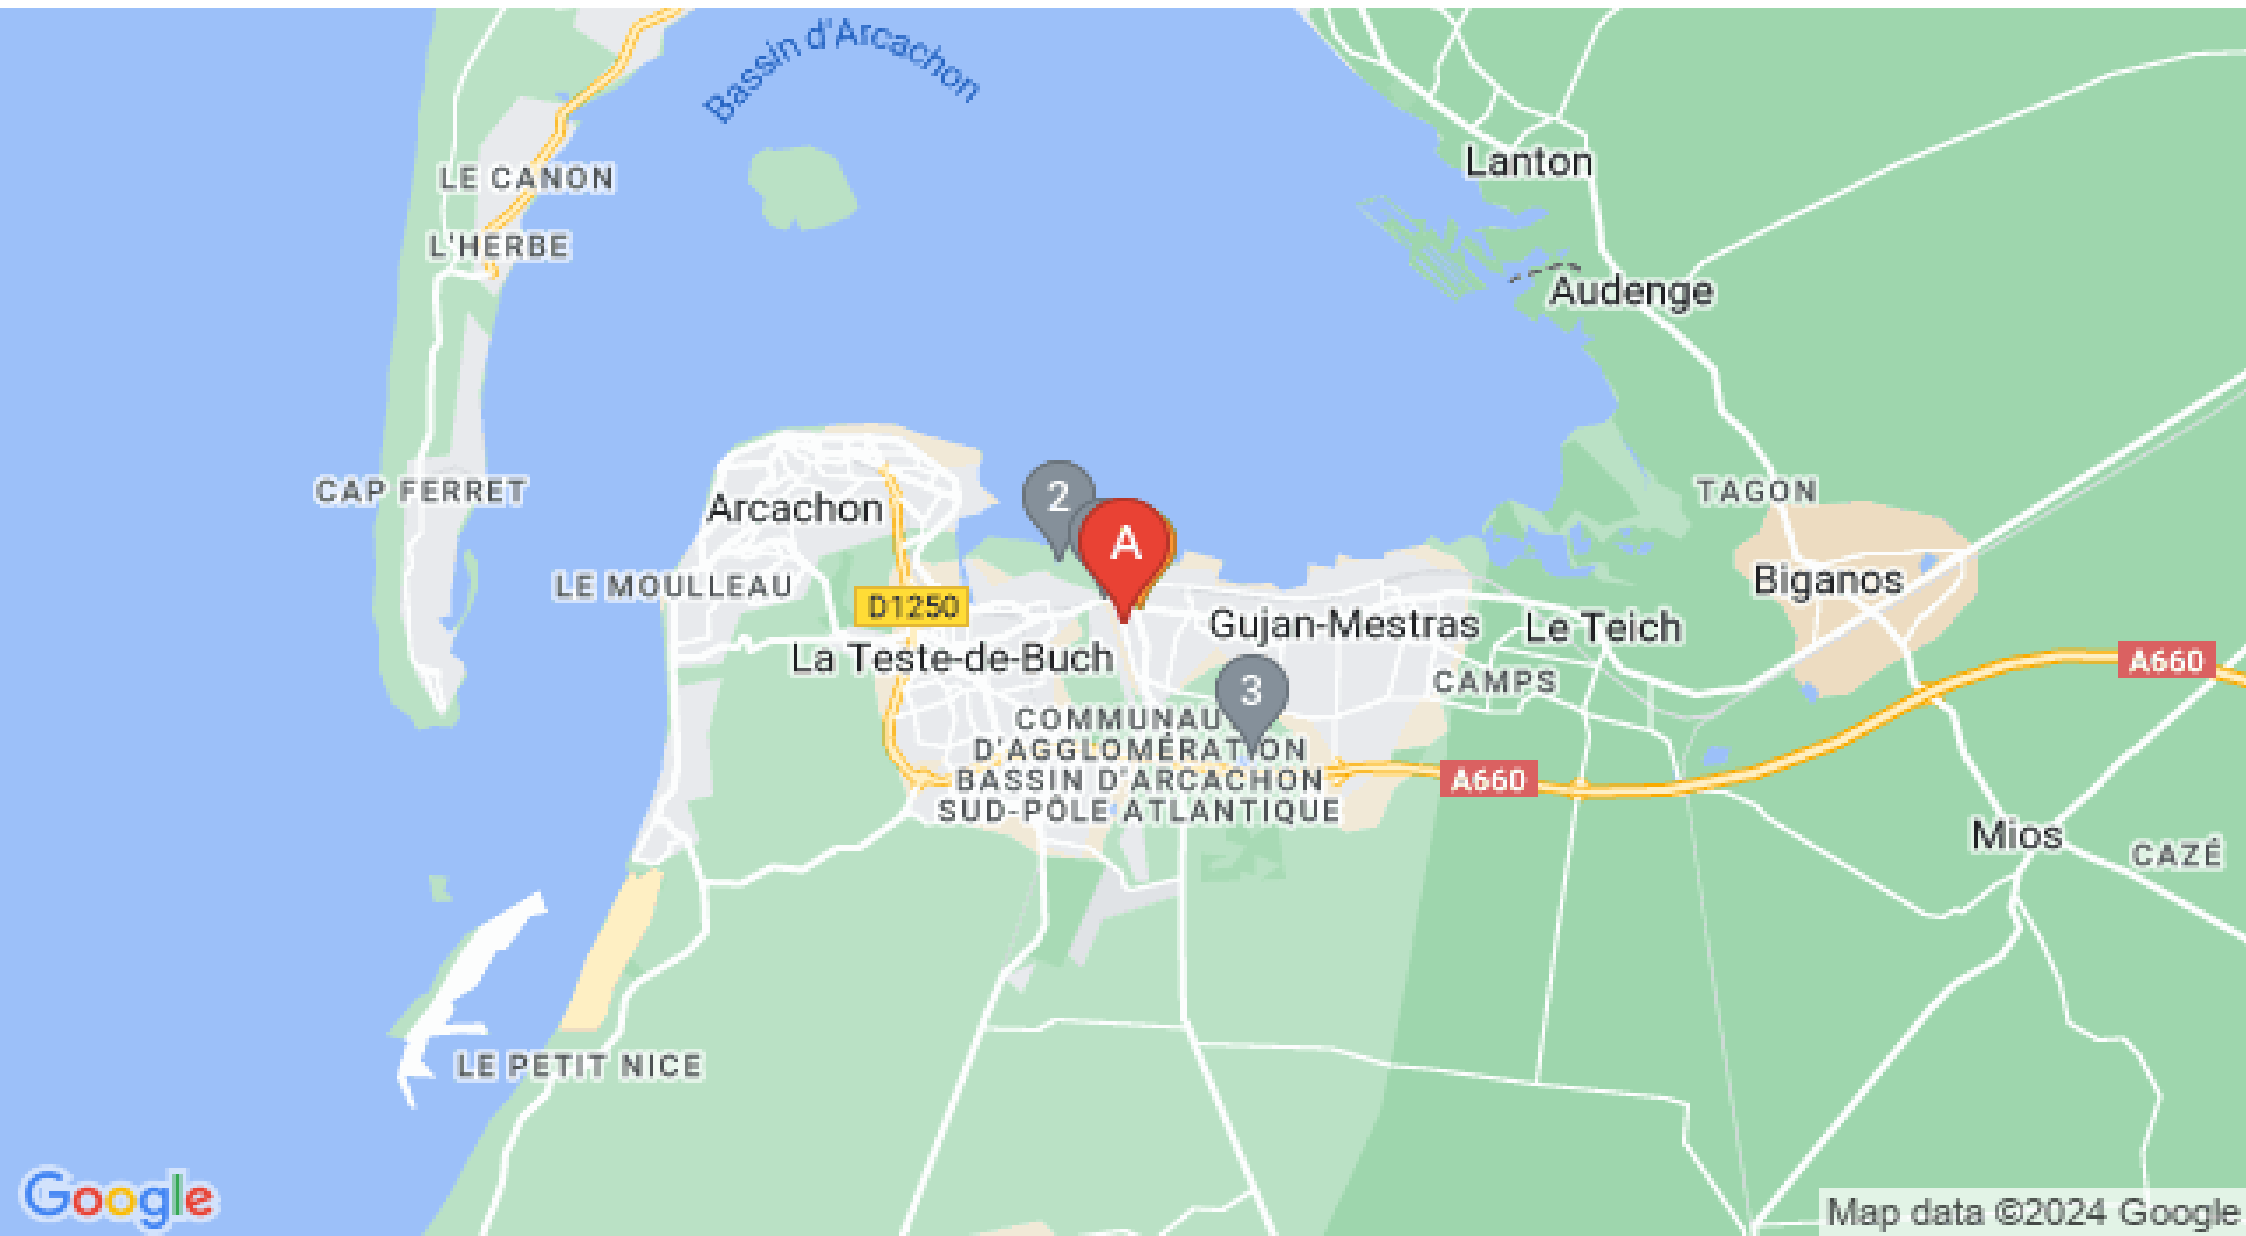 Bassin d'Arcachon
Lanton
LE CANON
L'HERBE
Audenge
CAP FERRET
TAGON
2
Arcachon
A
Biganos
LE MOULLEAU
D1250
Gujan-Mestras
Le Teich
La Teste-de-Buch
A660
3
CAMPS
COMMUNAU
D'AGGLOMÉRATION
BASSIN D'ARCACHON
SUD-PÔLE ATLANTIQUE
A660
Mios
CAZÉ
LE PETIT NICE
Google
Map data ©2024 Google